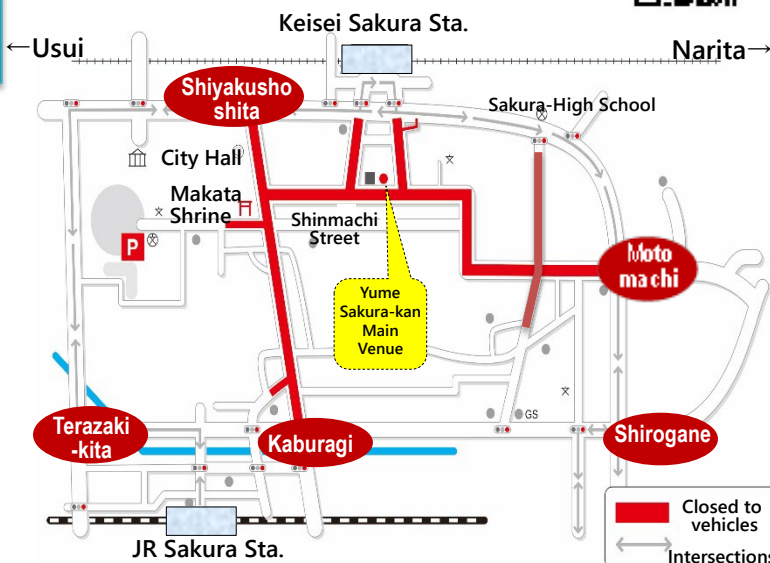 Keisei Sakura Sta.
←Usui
Narita→
Shiyakusho
shita
Sakura-High School
City Hall
Makata
Shrine
Shinmachi
Street
P
Moto
machi
Yume
Sakura-kan
Main
Venue
Terazaki
-kita
Kaburagi
GS
Shirogane
JR Sakura Sta.
Closed to
vehicles
Intersections